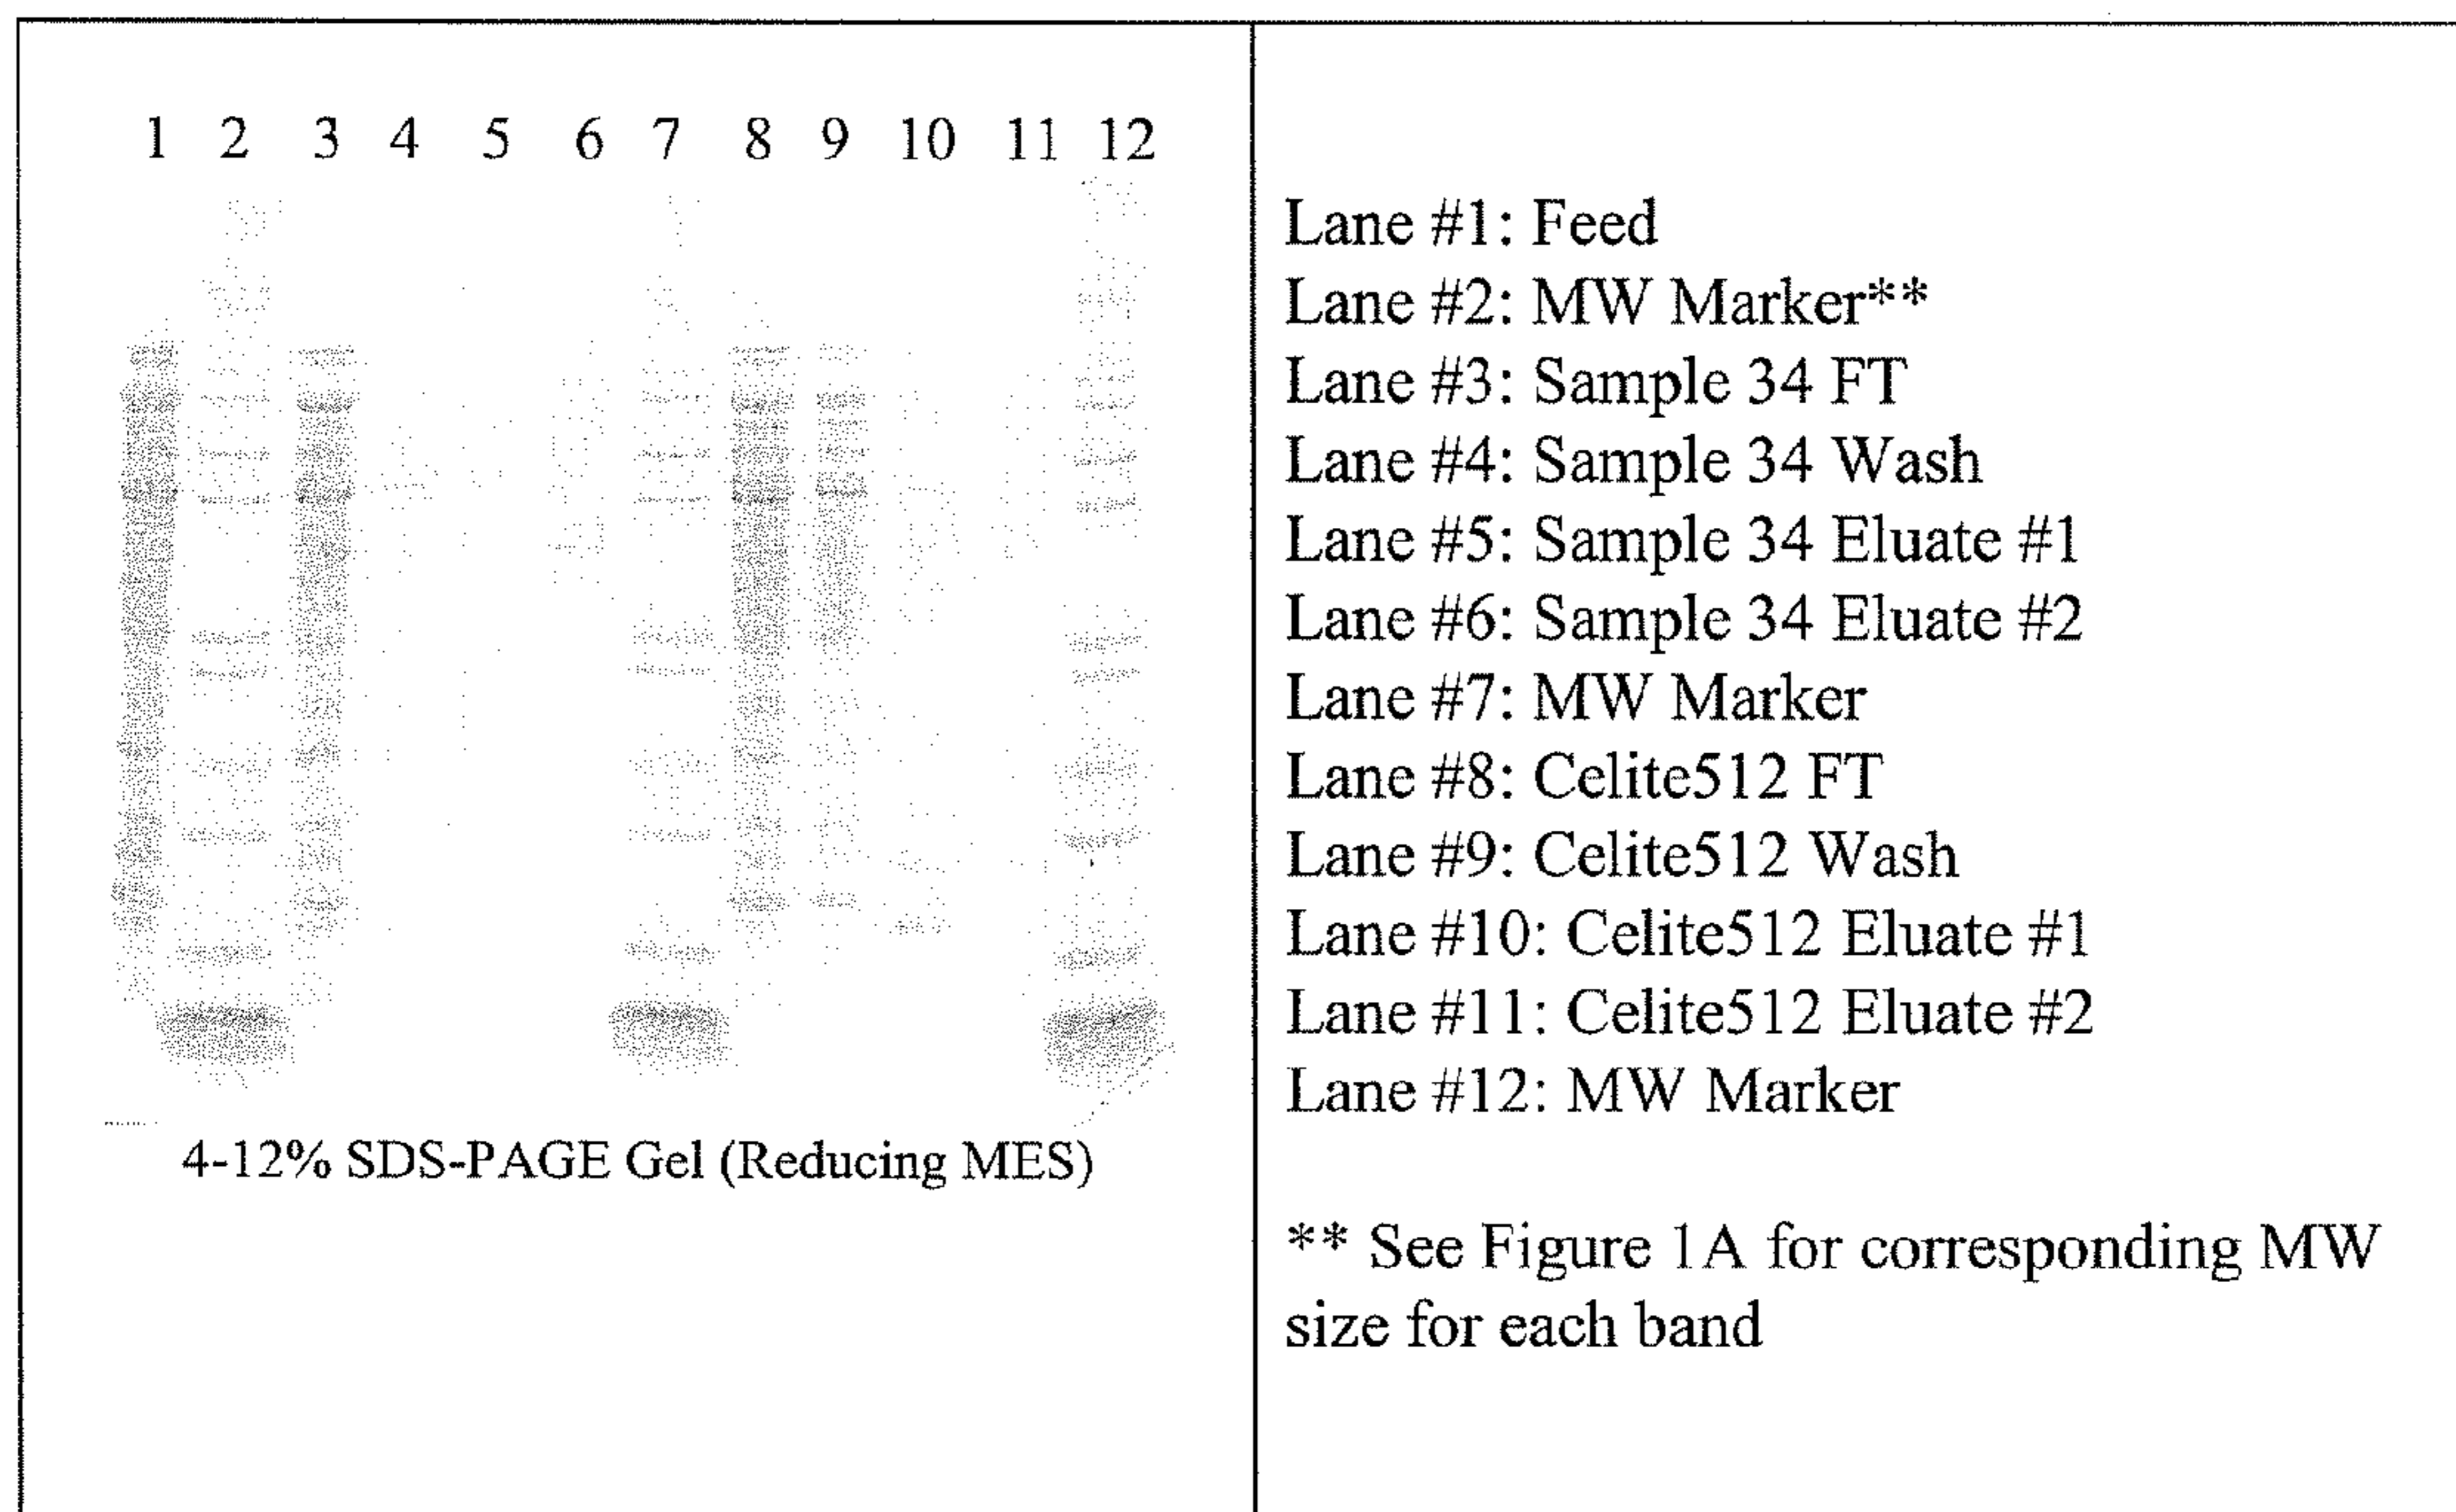 1 2 3 4 5 6 7 8 9 10 11 12
4-12% SDS-PAGE Gel (Reducing MES)
Lane #1: Feed
Lane #2: MW Marker**
Lane #3: Sample 34 FT
Lane #4: Sample 34 Wash
Lane #5: Sample 34 Eluate #1
Lane #6: Sample 34 Eluate #2
Lane #7: MW Marker
Lane #8: Celite512 FT
Lane #9: Celite512 Wash
Lane #10: Celite512 Eluate #1
Lane #11: Celite512 Eluate #2
Lane #12: MW Marker
** See Figure 1A for corresponding MW
size for each band